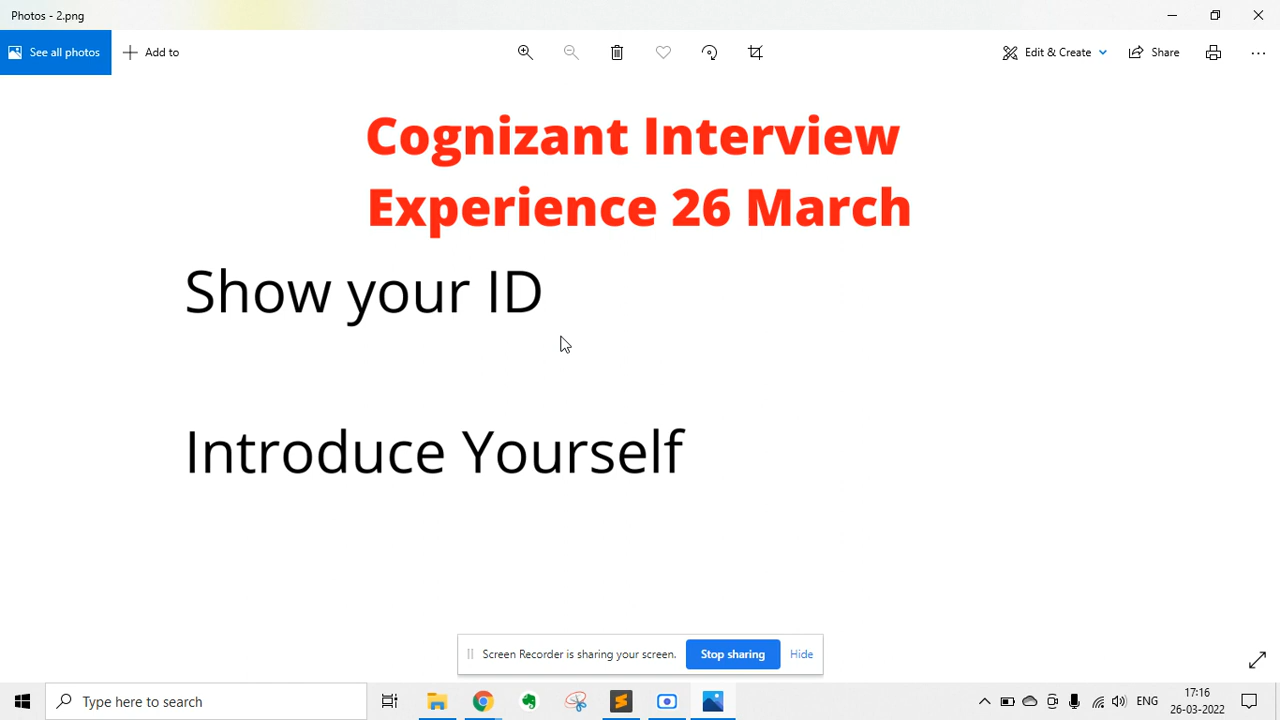 Photos - 2.png
See all photos
Add to
Edit & Create
Share
Cognizant Interview
Experience 26 March
Show your ID
Introduce Yourself
Screen Recorder is sharing your screen.
Stop sharing
Hide
Type here to search
ENG
17:16
26-03-2022